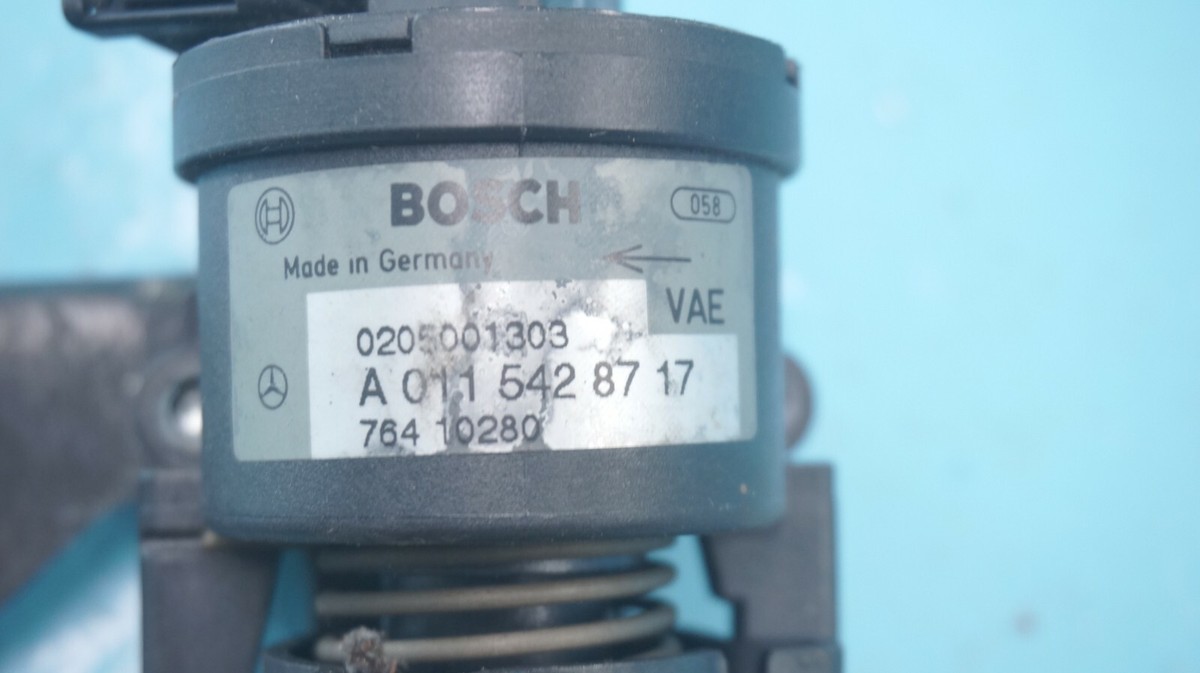 BOSCH
058
Made in Germany
VAE
0205001303
A 011 542 87 17
764 10280